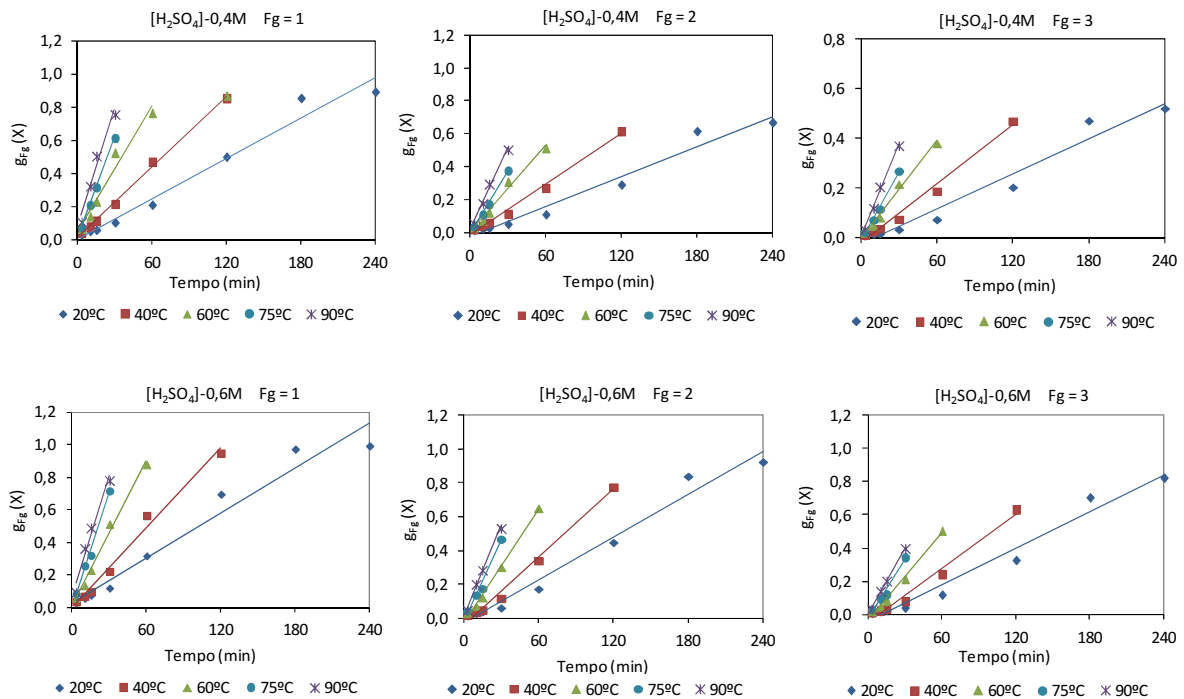 [H₂SO₄]-0,4M Fg = 1
1,2
1,0
0,8
0,6
0,4
0,2
0,0
g_Fg (X)
0 60 120 180 240
Tempo (min)
20ºC 40ºC 60ºC 75ºC 90ºC
[H₂SO₄]-0,4M Fg = 2
1,2
1,0
0,8
0,6
0,4
0,2
0,0
g_Fg (X)
0 60 120 180 240
Tempo (min)
20ºC 40ºC 60ºC 75ºC 90ºC
[H₂SO₄]-0,4M Fg = 3
0,8
0,6
0,4
0,2
0,0
g_Fg (X)
0 60 120 180 240
Tempo (min)
20ºC 40ºC 60ºC 75ºC 90ºC
[H₂SO₄]-0,6M Fg = 1
1,2
1,0
0,8
0,6
0,4
0,2
0,0
g_Fg (X)
0 60 120 180 240
Tempo (min)
20ºC 40ºC 60ºC 75ºC 90ºC
[H₂SO₄]-0,6M Fg = 2
1,2
1,0
0,8
0,6
0,4
0,2
0,0
g_Fg (X)
0 60 120 180 240
Tempo (min)
20ºC 40ºC 60ºC 75ºC 90ºC
[H₂SO₄]-0,6M Fg = 3
1,2
1,0
0,8
0,6
0,4
0,2
0,0
g_Fg (X)
0 60 120 180 240
Tempo (min)
20ºC 40ºC 60ºC 75ºC 90ºC